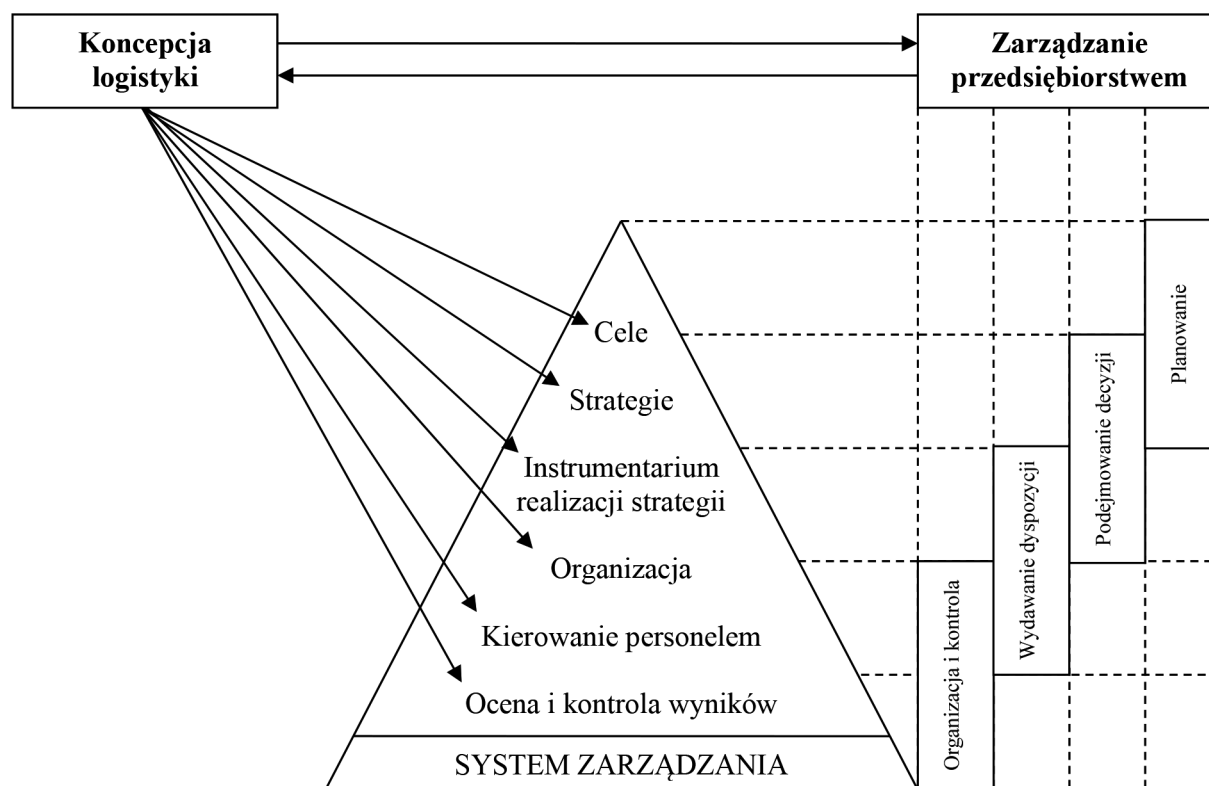 Koncepcja
logistyki
Zarządzanie
przedsiębiorstwem
Cele
Strategie
Instrumentarium
realizacji strategii
Organizacja
Kierowanie personelem
Ocena i kontrola wyników
SYSTEM ZARZĄDZANIA
Organizacja i kontrola
Wydawanie dyspozycji
Podejmowanie decyzji
Planowanie